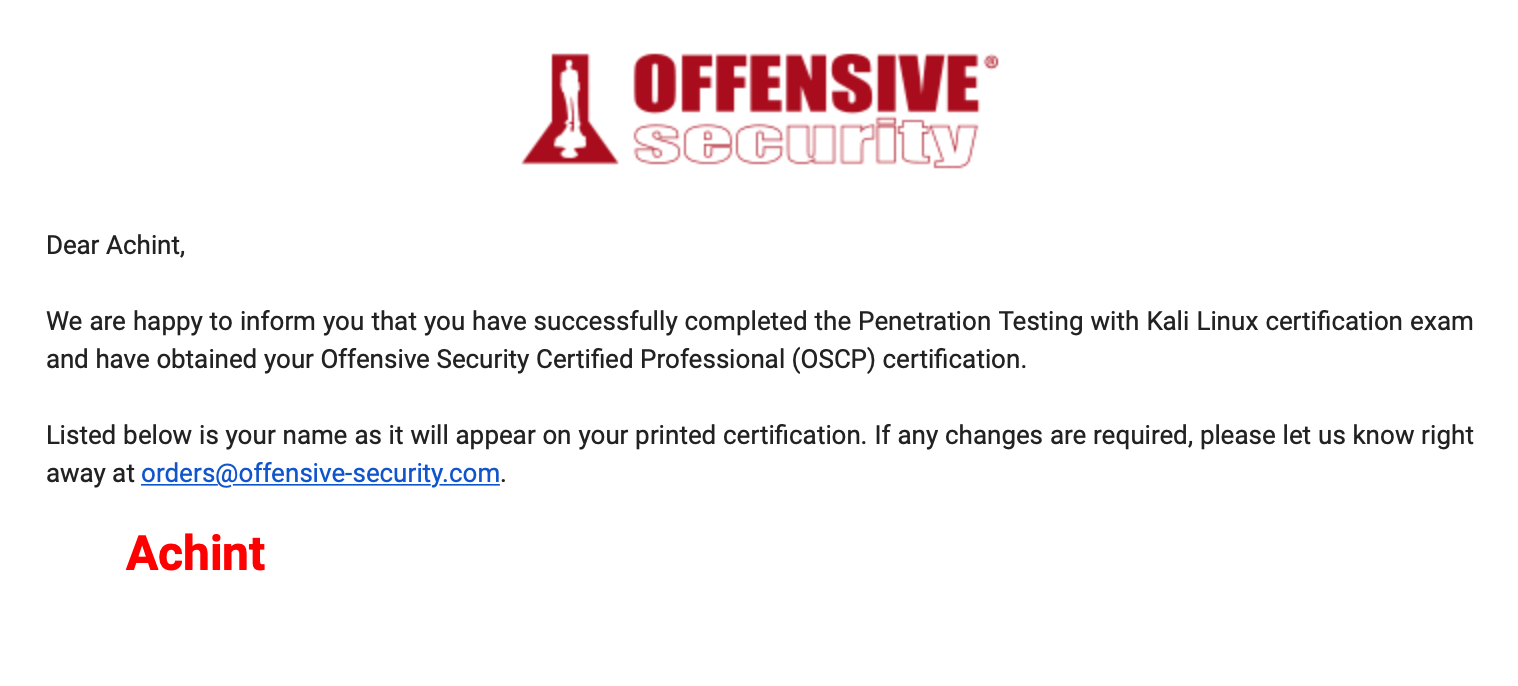 OFFENSIVE®
security
Dear Achint,
We are happy to inform you that you have successfully completed the Penetration Testing with Kali Linux certification exam
and have obtained your Offensive Security Certified Professional (OSCP) certification.
Listed below is your name as it will appear on your printed certification. If any changes are required, please let us know right
away at orders@offensive-security.com.
Achint